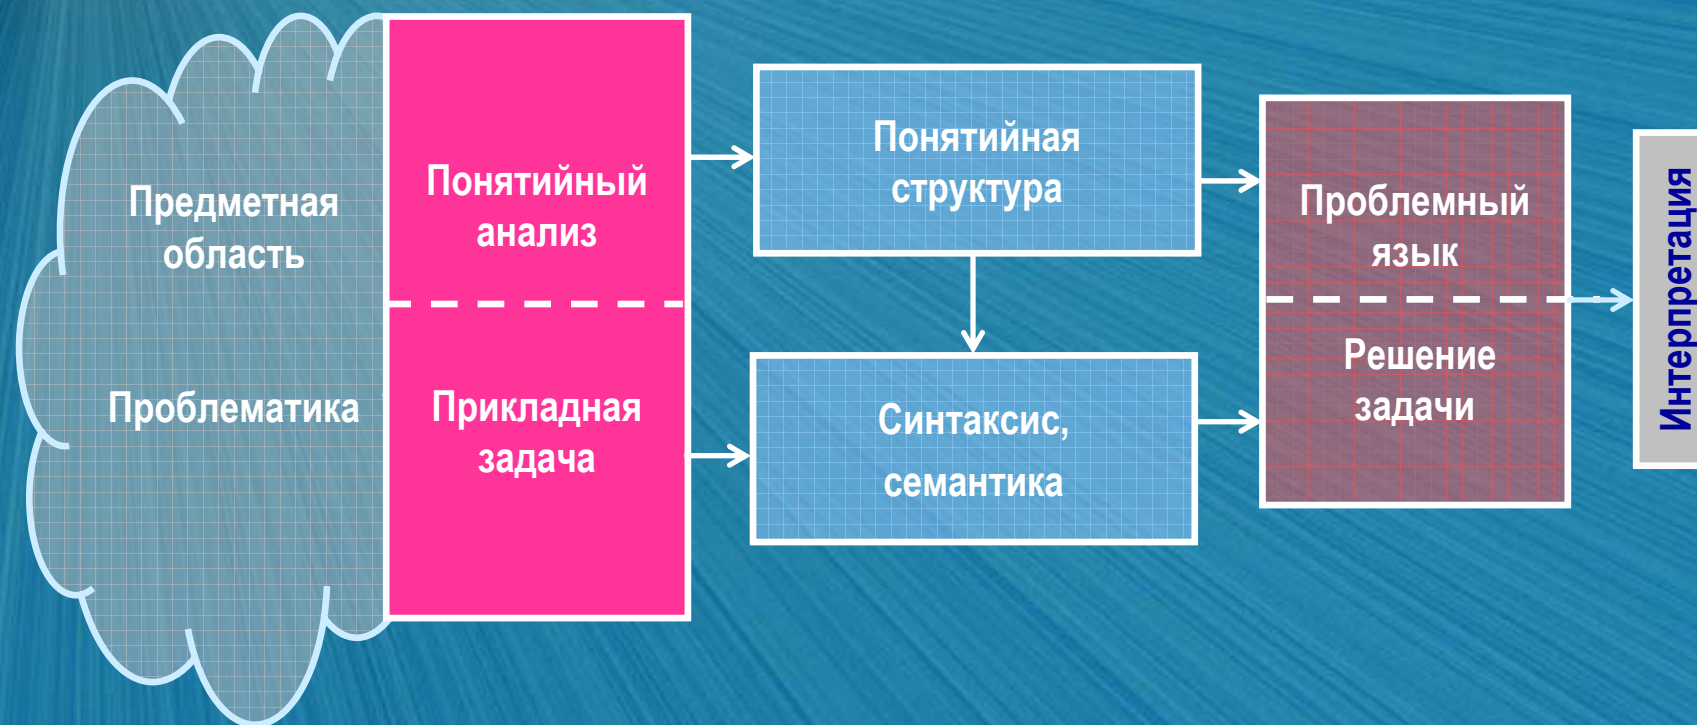 Предметная
область
Проблематика
Понятийный
анализ
Прикладная
задача
Понятийная
структура
Синтаксис,
семантика
Проблемный
язык
Решение
задачи
Интерпретация